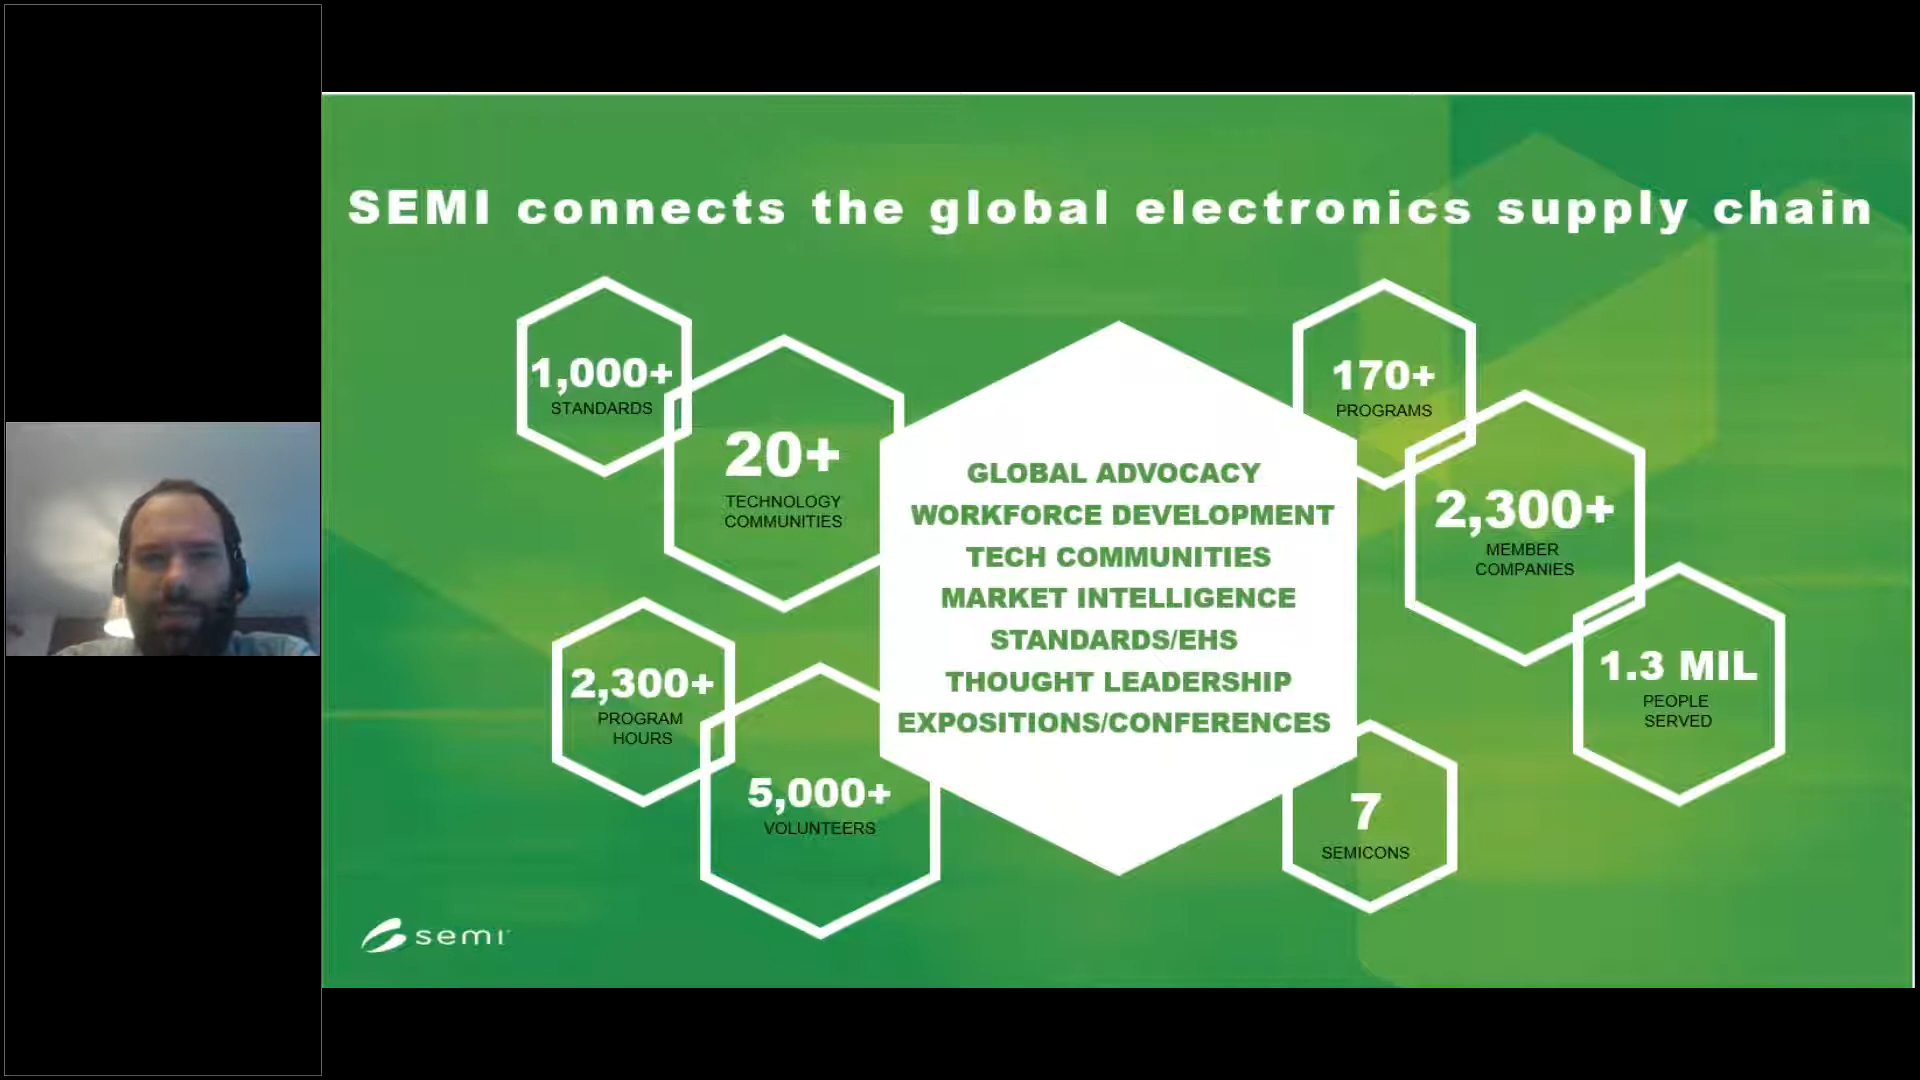 SEMI connects the global electronics supply chain
1,000+
STANDARDS
20+
TECHNOLOGY
COMMUNITIES
2,300+
PROGRAM
HOURS
5,000+
VOLUNTEERS
GLOBAL ADVOCACY
WORKFORCE DEVELOPMENT
TECH COMMUNITIES
MARKET INTELLIGENCE
STANDARDS/EHS
THOUGHT LEADERSHIP
EXPOSITIONS/CONFERENCES
170+
PROGRAMS
2,300+
MEMBER
COMPANIES
1.3 MIL
PEOPLE
SERVED
7
SEMICONS
semi